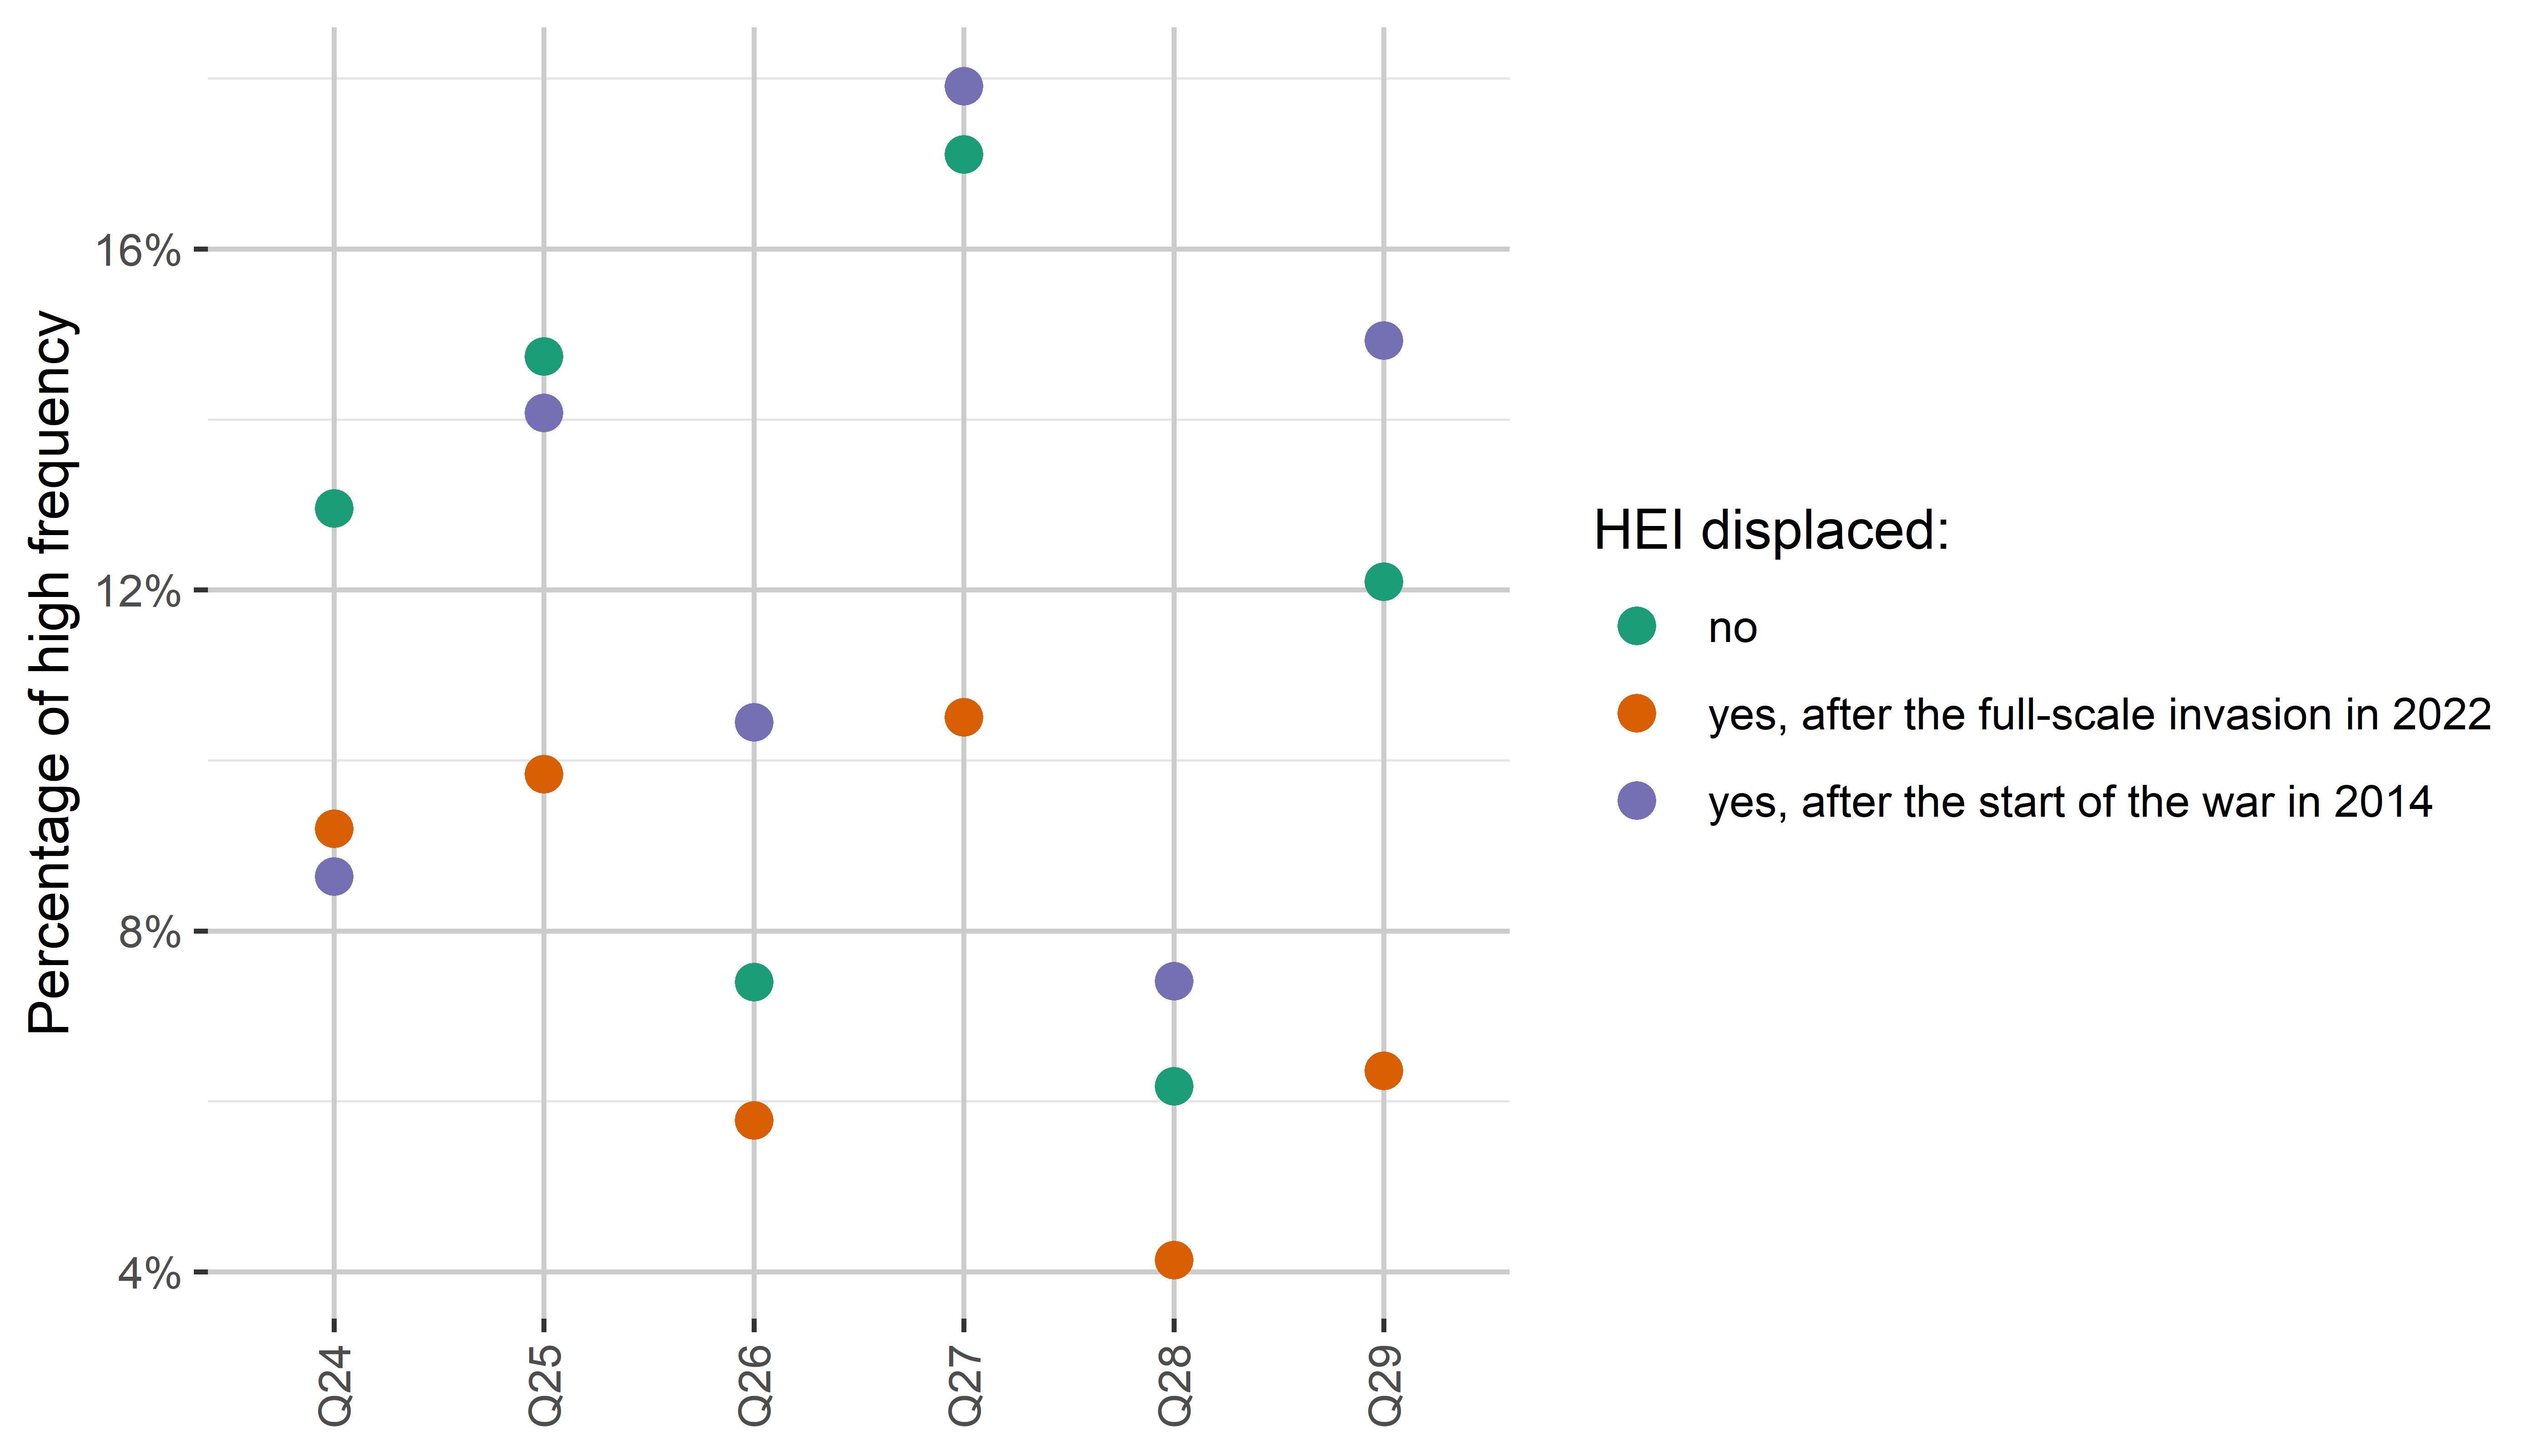 Percentage of high frequency
16%
12%
8%
4%
Q24
Q25
Q26
Q27
Q28
Q29
HEI displaced:
no
yes, after the full-scale invasion in 2022
yes, after the start of the war in 2014